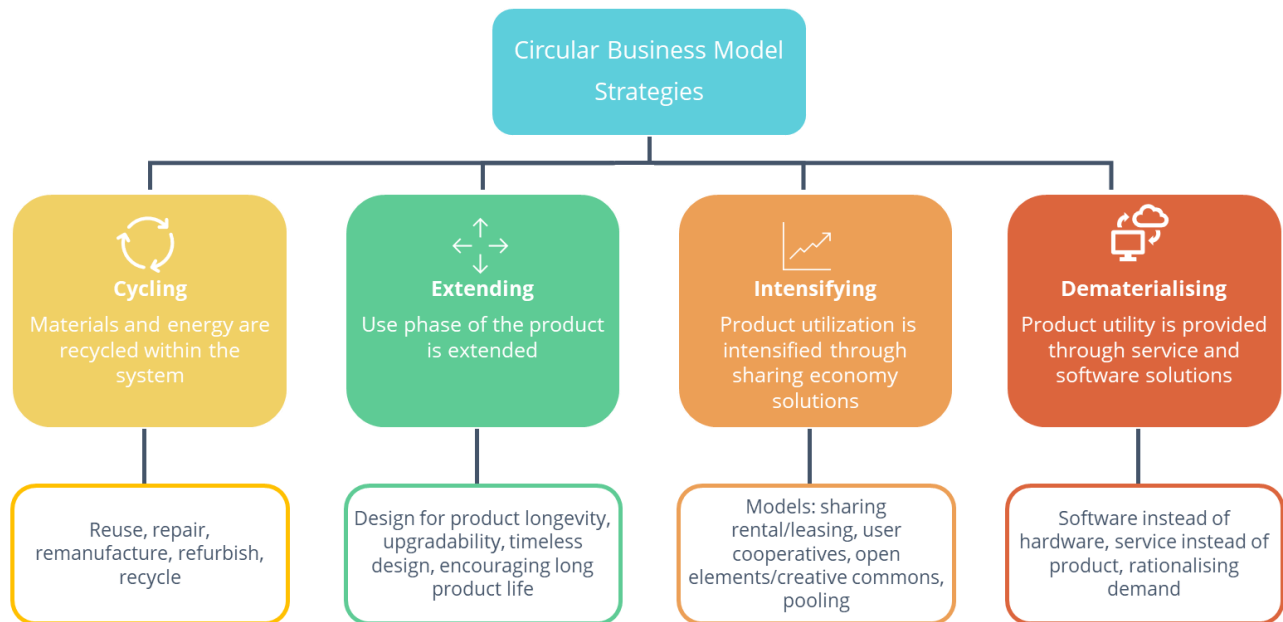 Circular Business Model
Strategies
Cycling
Materials and energy are
recycled within the
system
Extending
Use phase of the product
is extended
Intensifying
Product utilization is
intensified through
sharing economy
solutions
Dematerialising
Product utility is provided
through service and
software solutions
Reuse, repair,
remanufacture, refurbish,
recycle
Design for product longevity,
upgradability, timeless
design, encouraging long
product life
Models: sharing
rental/leasing, user
cooperatives, open
elements/creative commons,
pooling
Software instead of
hardware, service instead of
product, rationalising
demand